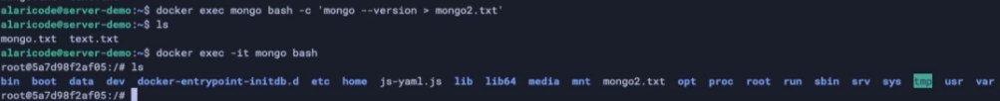 alaricode@server-demo:~$ docker exec mongo bash -c 'mongo --version > mongo2.txt'
alaricode@server-demo:~$ ls
mongo.txt  text.txt
alaricode@server-demo:~$ docker exec -it mongo bash
root@5a7d98f2af05:/# ls
bin  boot  data  dev  docker-entrypoint-initdb.d  etc  home  js-yaml.js  lib  lib64  media  mnt  mongo2.txt  opt  proc  root  run  sbin  srv  sys  tmp  usr  var
root@5a7d98f2af05:/#